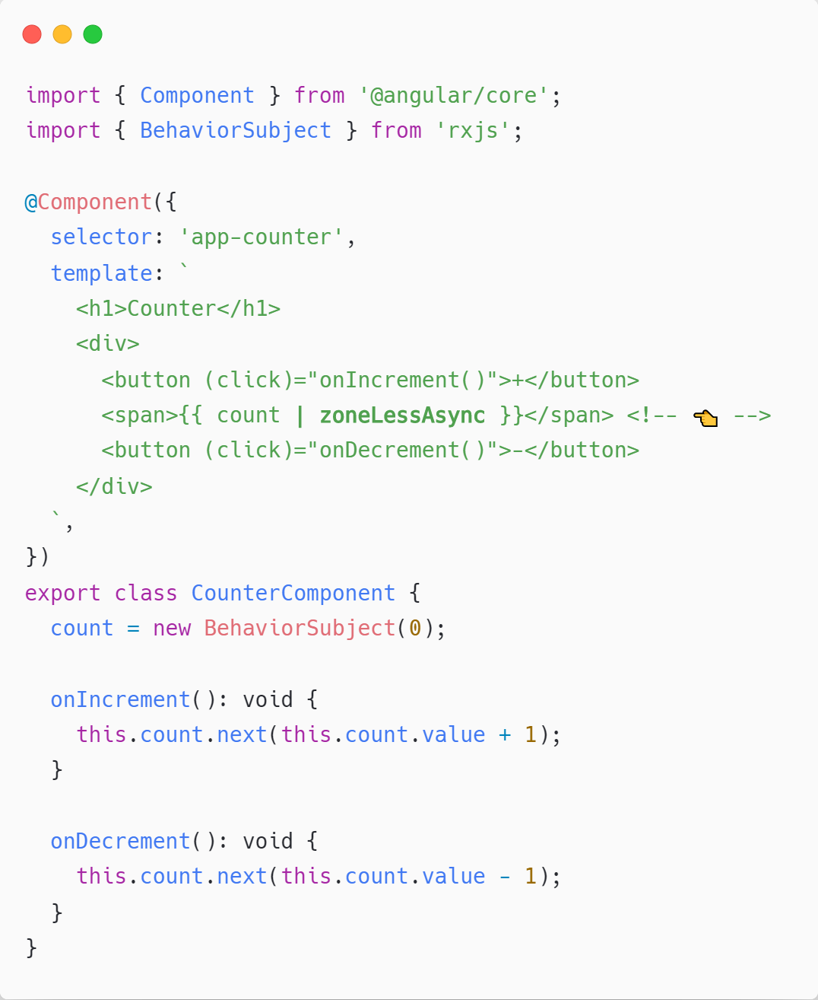 import { Component } from '@angular/core';
import { BehaviorSubject } from 'rxjs';

@Component({
  selector: 'app-counter',
  template: `
    <h1>Counter</h1>
    <div>
      <button (click)="onIncrement()">+</button>
      <span>{{ count | zoneLessAsync }}</span> <!-- 👈 -->
      <button (click)="onDecrement()">-</button>
    </div>
  `,
})
export class CounterComponent {
  count = new BehaviorSubject(0);

  onIncrement(): void {
    this.count.next(this.count.value + 1);
  }

  onDecrement(): void {
    this.count.next(this.count.value - 1);
  }
}